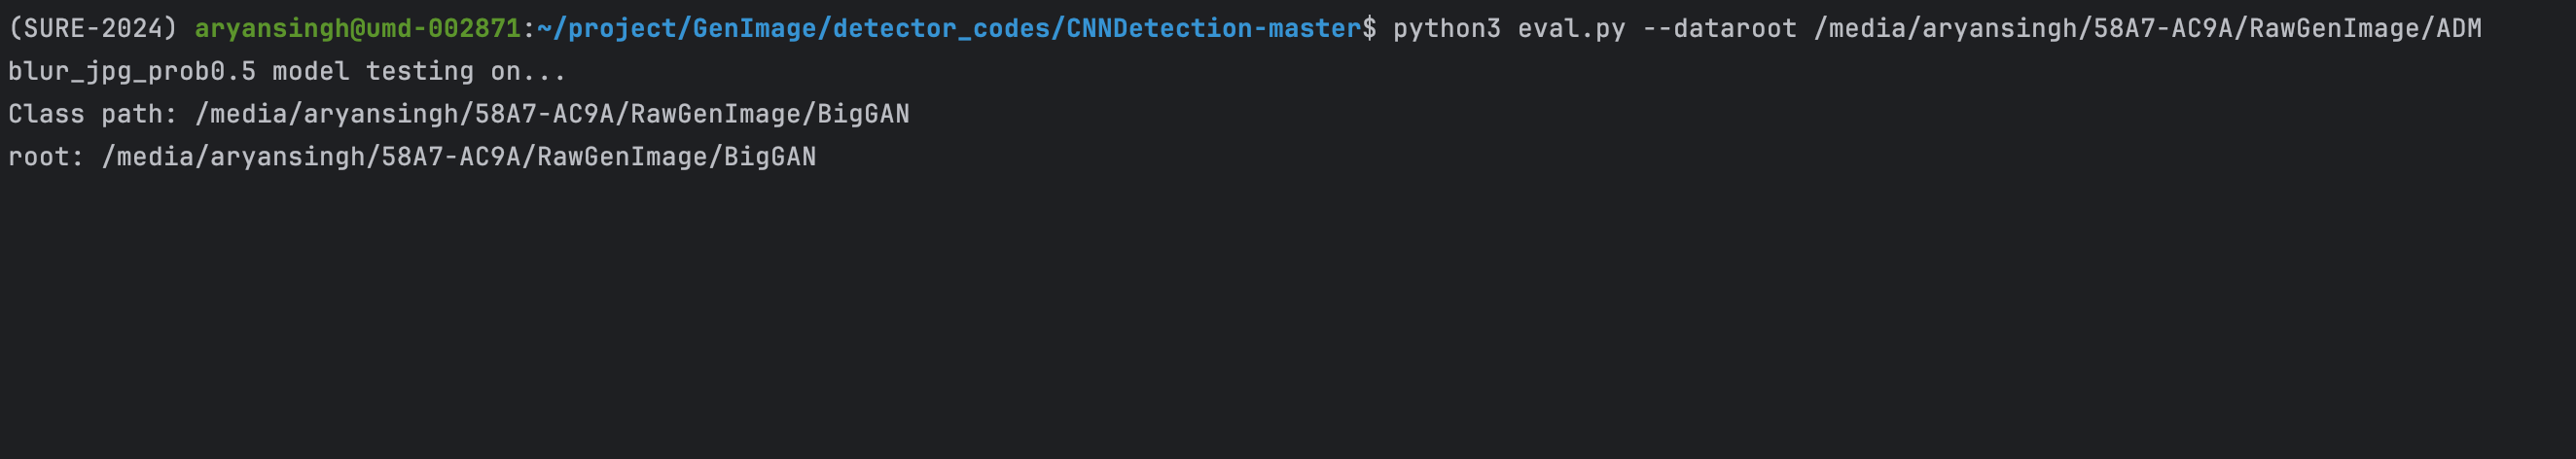 (SURE-2024) aryansingh@umd-002871:~/project/GenImage/detector_codes/CNNDetection-master$ python3 eval.py --dataroot /media/aryansingh/58A7-AC9A/RawGenImage/ADM
blur_jpg_prob0.5 model testing on...
Class path: /media/aryansingh/58A7-AC9A/RawGenImage/BigGAN
root: /media/aryansingh/58A7-AC9A/RawGenImage/BigGAN